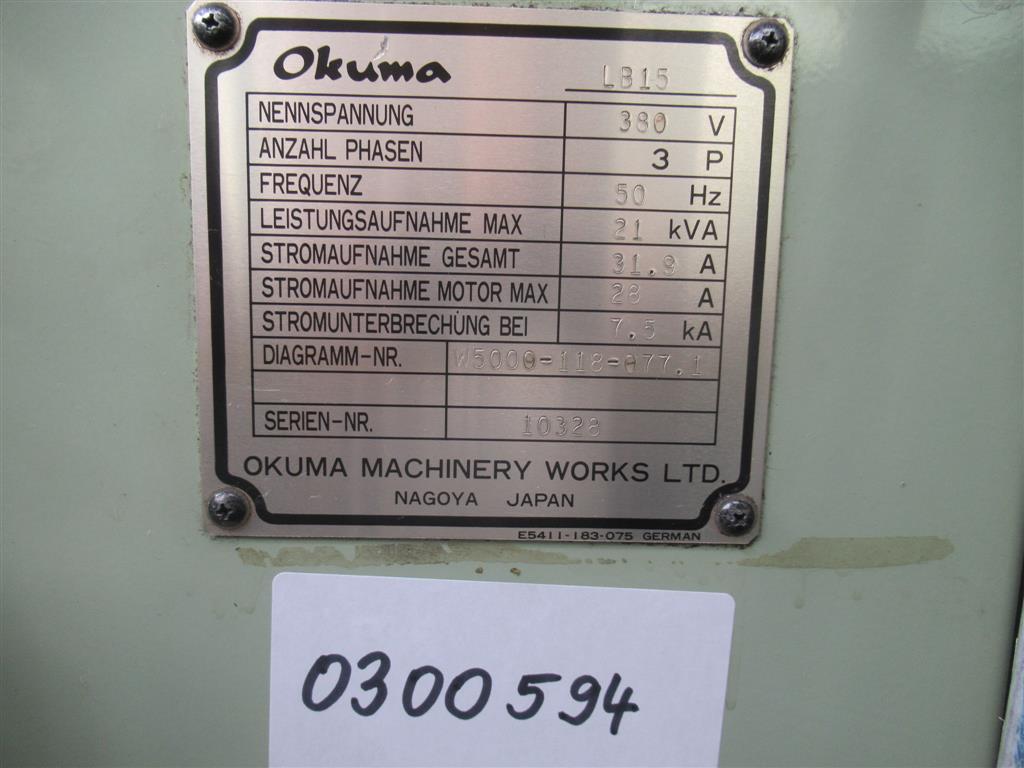 Okuma LB15
NENNSPANNUNG 380 V
ANZAHL PHASEN 3 P
FREQUENZ 50 Hz
LEISTUNGSAUFNAHME MAX 21 kVA
STROMAUFNAHME GESAMT 31.9 A
STROMAUFNAHME MOTOR MAX 28 A
STROMUNTERBRECHUNG BEI 7.5 kA
DIAGRAMM-NR. W5000-118-077.1
SERIEN-NR. 10328
OKUMA MACHINERY WORKS LTD.
NAGOYA JAPAN
E5411-183-075 GERMAN
0300594